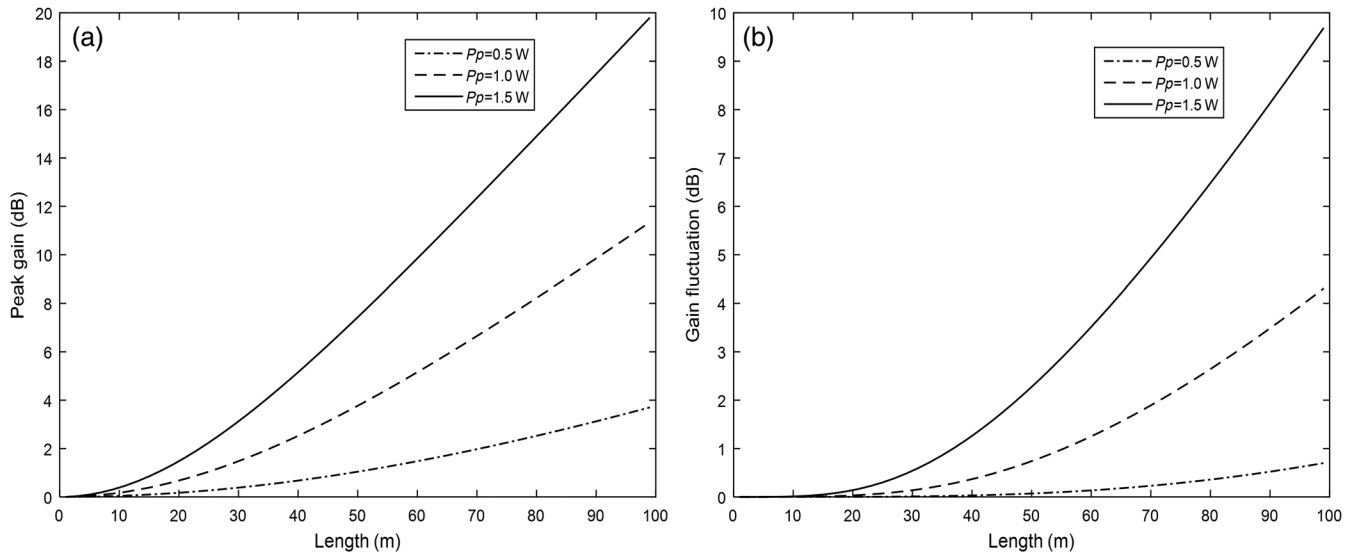 (a)
Pp=0.5 W
Pp=1.0 W
Pp=1.5 W
Peak gain (dB)
20
18
16
14
12
10
8
6
4
2
0
0 10 20 30 40 50 60 70 80 90 100
Length (m)
(b)
Pp=0.5 W
Pp=1.0 W
Pp=1.5 W
Gain fluctuation (dB)
10
9
8
7
6
5
4
3
2
1
0
0 10 20 30 40 50 60 70 80 90 100
Length (m)